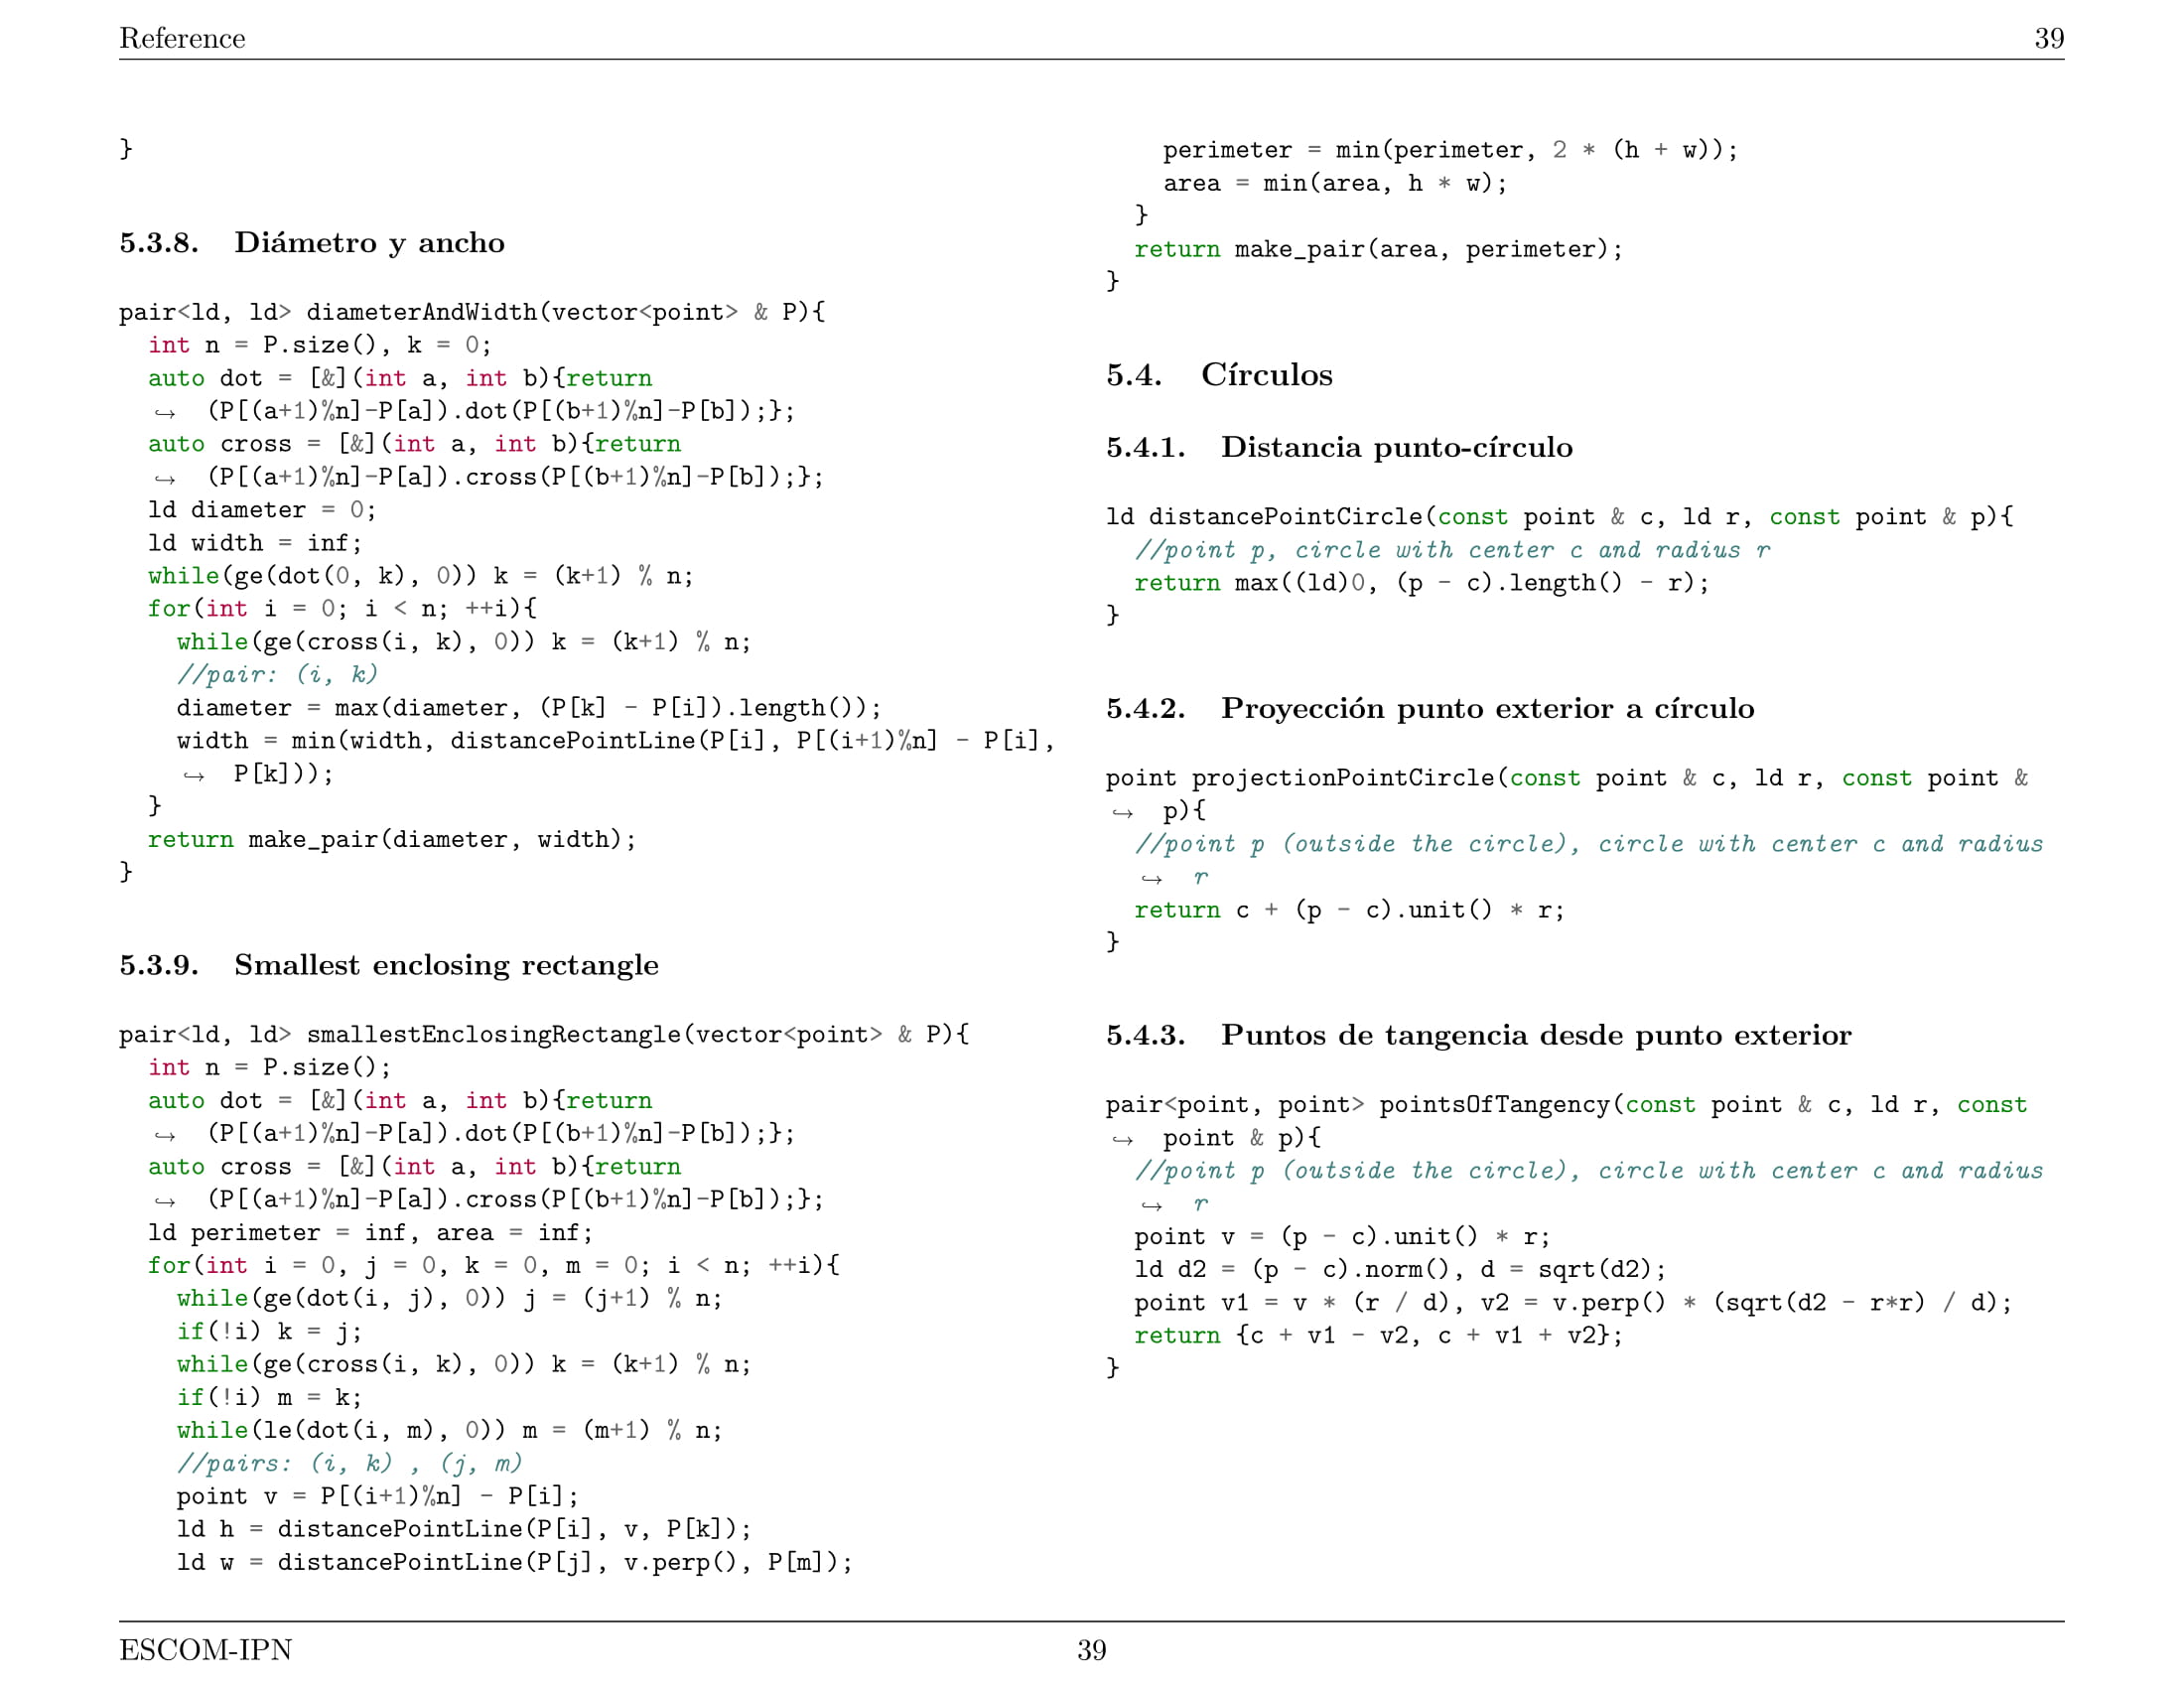 Reference 39
}
5.3.8. Diámetro y ancho
pair<ld, ld> diameterAndWidth(vector<point> & P){
  int n = P.size(), k = 0;
  auto dot = [&](int a, int b){return
  ↪ (P[(a+1)%n]-P[a]).dot(P[(b+1)%n]-P[b]);};
  auto cross = [&](int a, int b){return
  ↪ (P[(a+1)%n]-P[a]).cross(P[(b+1)%n]-P[b]);};
  ld diameter = 0;
  ld width = inf;
  while(ge(dot(0, k), 0)) k = (k+1) % n;
  for(int i = 0; i < n; ++i){
    while(ge(cross(i, k), 0)) k = (k+1) % n;
    //pair: (i, k)
    diameter = max(diameter, (P[k] - P[i]).length());
    width = min(width, distancePointLine(P[i], P[(i+1)%n] - P[i],
    ↪ P[k]));
  }
  return make_pair(diameter, width);
}
5.3.9. Smallest enclosing rectangle
pair<ld, ld> smallestEnclosingRectangle(vector<point> & P){
  int n = P.size();
  auto dot = [&](int a, int b){return
  ↪ (P[(a+1)%n]-P[a]).dot(P[(b+1)%n]-P[b]);};
  auto cross = [&](int a, int b){return
  ↪ (P[(a+1)%n]-P[a]).cross(P[(b+1)%n]-P[b]);};
  ld perimeter = inf, area = inf;
  for(int i = 0, j = 0, k = 0, m = 0; i < n; ++i){
    while(ge(dot(i, j), 0)) j = (j+1) % n;
    if(!i) k = j;
    while(ge(cross(i, k), 0)) k = (k+1) % n;
    if(!i) m = k;
    while(le(dot(i, m), 0)) m = (m+1) % n;
    //pairs: (i, k) , (j, m)
    point v = P[(i+1)%n] - P[i];
    ld h = distancePointLine(P[i], v, P[k]);
    ld w = distancePointLine(P[j], v.perp(), P[m]);
    perimeter = min(perimeter, 2 * (h + w));
    area = min(area, h * w);
  }
  return make_pair(area, perimeter);
}
5.4. Círculos
5.4.1. Distancia punto-círculo
ld distancePointCircle(const point & c, ld r, const point & p){
  //point p, circle with center c and radius r
  return max((ld)0, (p - c).length() - r);
}
5.4.2. Proyección punto exterior a círculo
point projectionPointCircle(const point & c, ld r, const point &
↪ p){
  //point p (outside the circle), circle with center c and radius
  ↪ r
  return c + (p - c).unit() * r;
}
5.4.3. Puntos de tangencia desde punto exterior
pair<point, point> pointsOfTangency(const point & c, ld r, const
↪ point & p){
  //point p (outside the circle), circle with center c and radius
  ↪ r
  point v = (p - c).unit() * r;
  ld d2 = (p - c).norm(), d = sqrt(d2);
  point v1 = v * (r / d), v2 = v.perp() * (sqrt(d2 - r*r) / d);
  return {c + v1 - v2, c + v1 + v2};
}
ESCOM-IPN 39